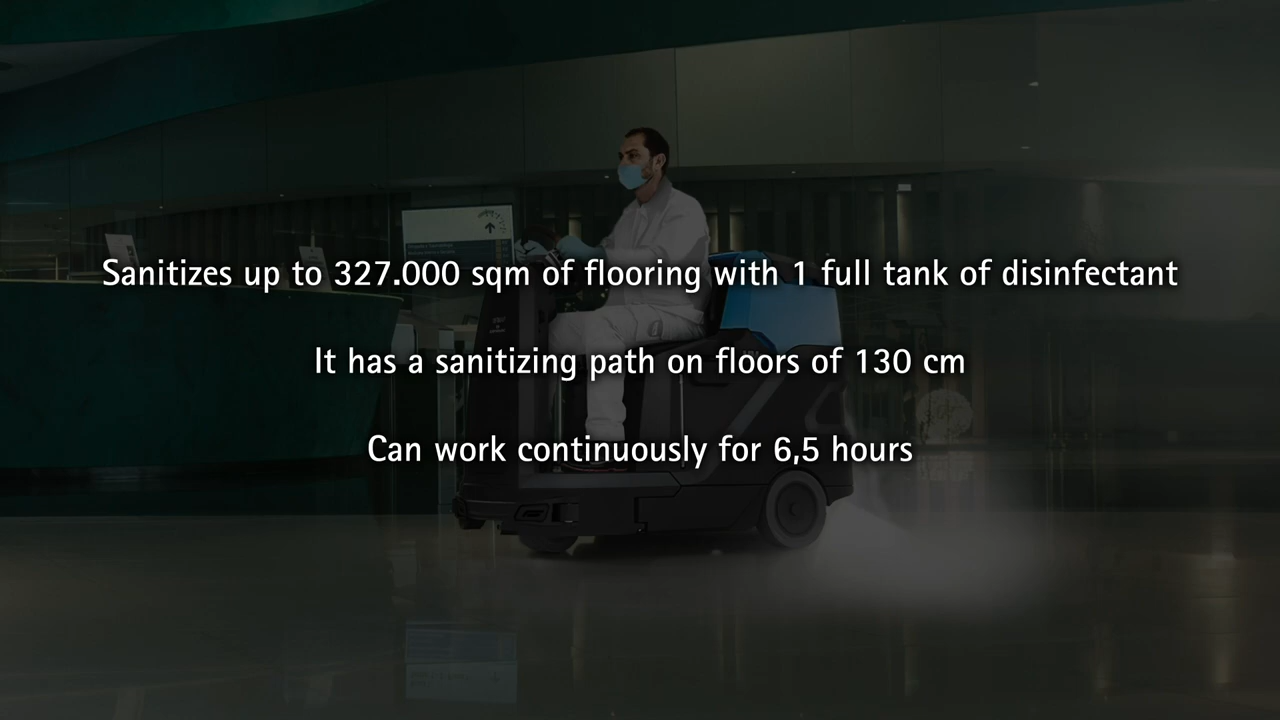 Sanitizes up to 327.000 sqm of flooring with 1 full tank of disinfectant
It has a sanitizing path on floors of 130 cm
Can work continuously for 6,5 hours